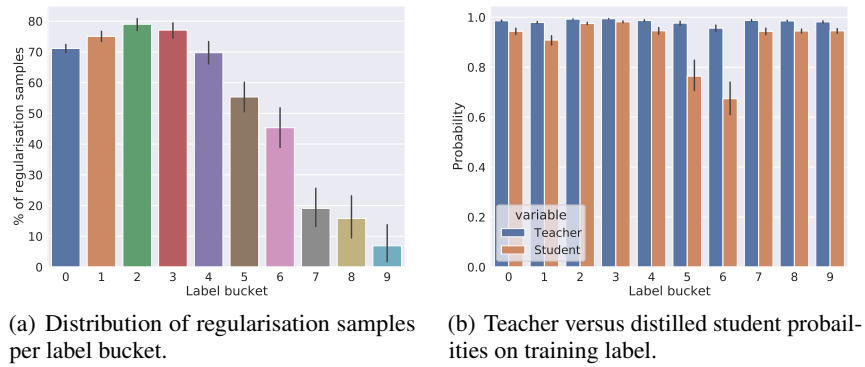 80
70
60
50
40
30
20
10
0
% of regularisation samples
0 1 2 3 4 5 6 7 8 9
Label bucket
(a) Distribution of regularisation samples
per label bucket.
1.0
0.8
0.6
0.4
0.2
0.0
Probability
variable
Teacher
Student
0 1 2 3 4 5 6 7 8 9
Label bucket
(b) Teacher versus distilled student probail-
ities on training label.